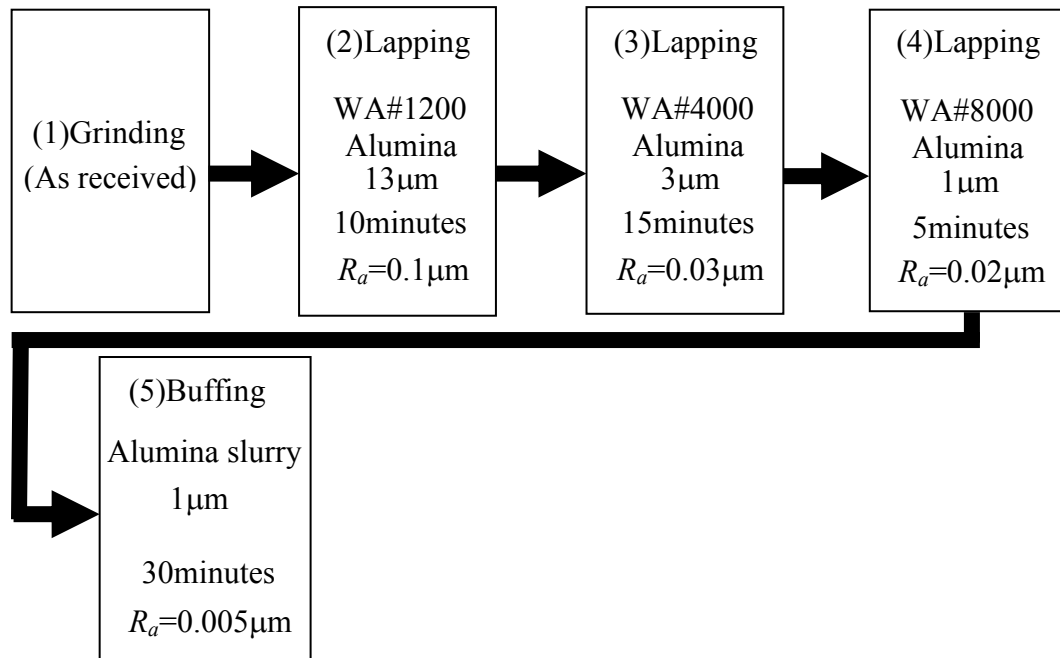 (1)Grinding
(As received)
(2)Lapping
WA#1200
Alumina
13μm
10minutes
Ra=0.1μm
(3)Lapping
WA#4000
Alumina
3μm
15minutes
Ra=0.03μm
(4)Lapping
WA#8000
Alumina
1μm
5minutes
Ra=0.02μm
(5)Buffing
Alumina slurry
1μm
30minutes
Ra=0.005μm